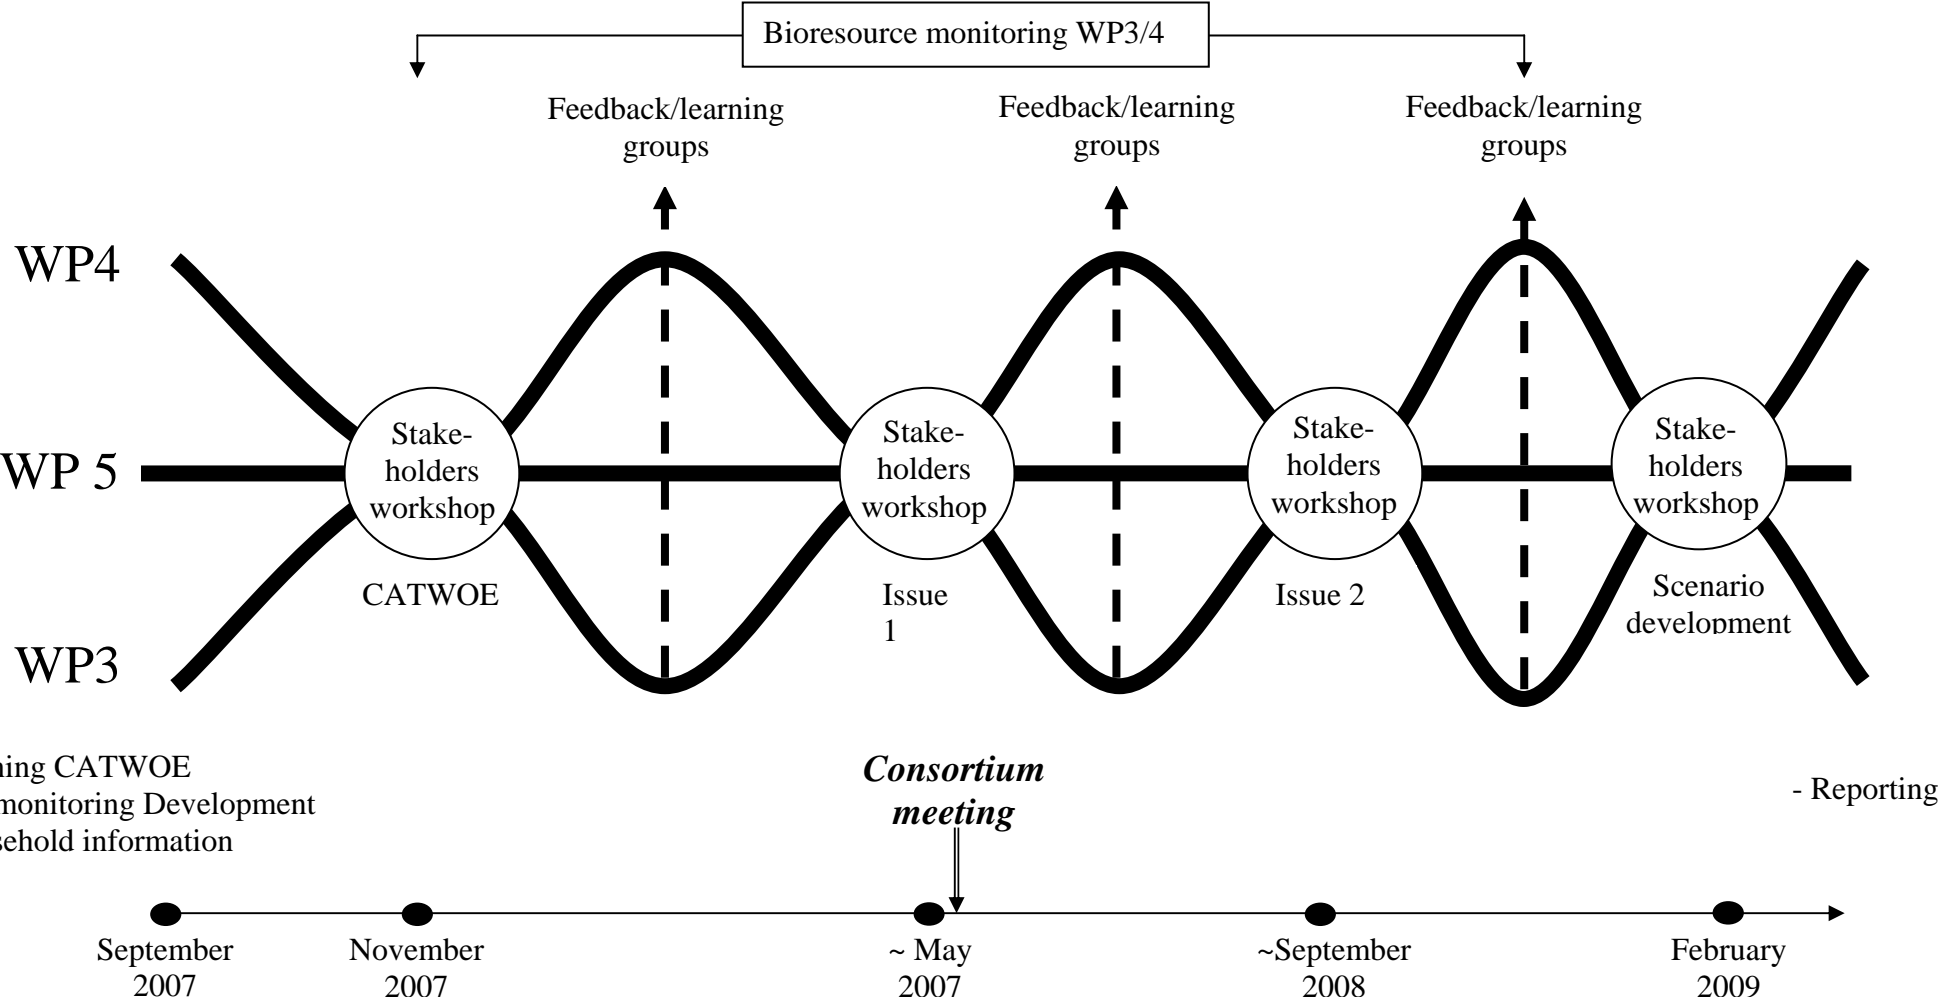 Bioresource monitoring WP3/4
Feedback/learning
groups
Feedback/learning
groups
Feedback/learning
groups
WP4
WP 5
WP3
Stake-
holders
workshop
Stake-
holders
workshop
Stake-
holders
workshop
Stake-
holders
workshop
CATWOE
Issue
1
Issue 2
Scenario
development
CATWOE
monitoring Development
information
Consortium
meeting
- Reporting
September
2007
November
2007
~ May
2007
~September
2008
February
2009